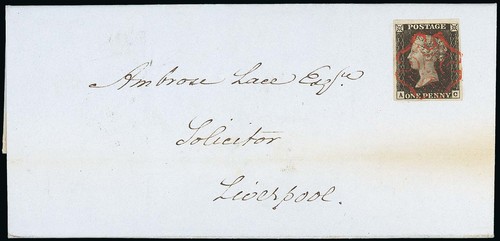 POSTAGE
A ONE PENNY C
Ambrose Lace Esqre
Solicitor
Liverpool.